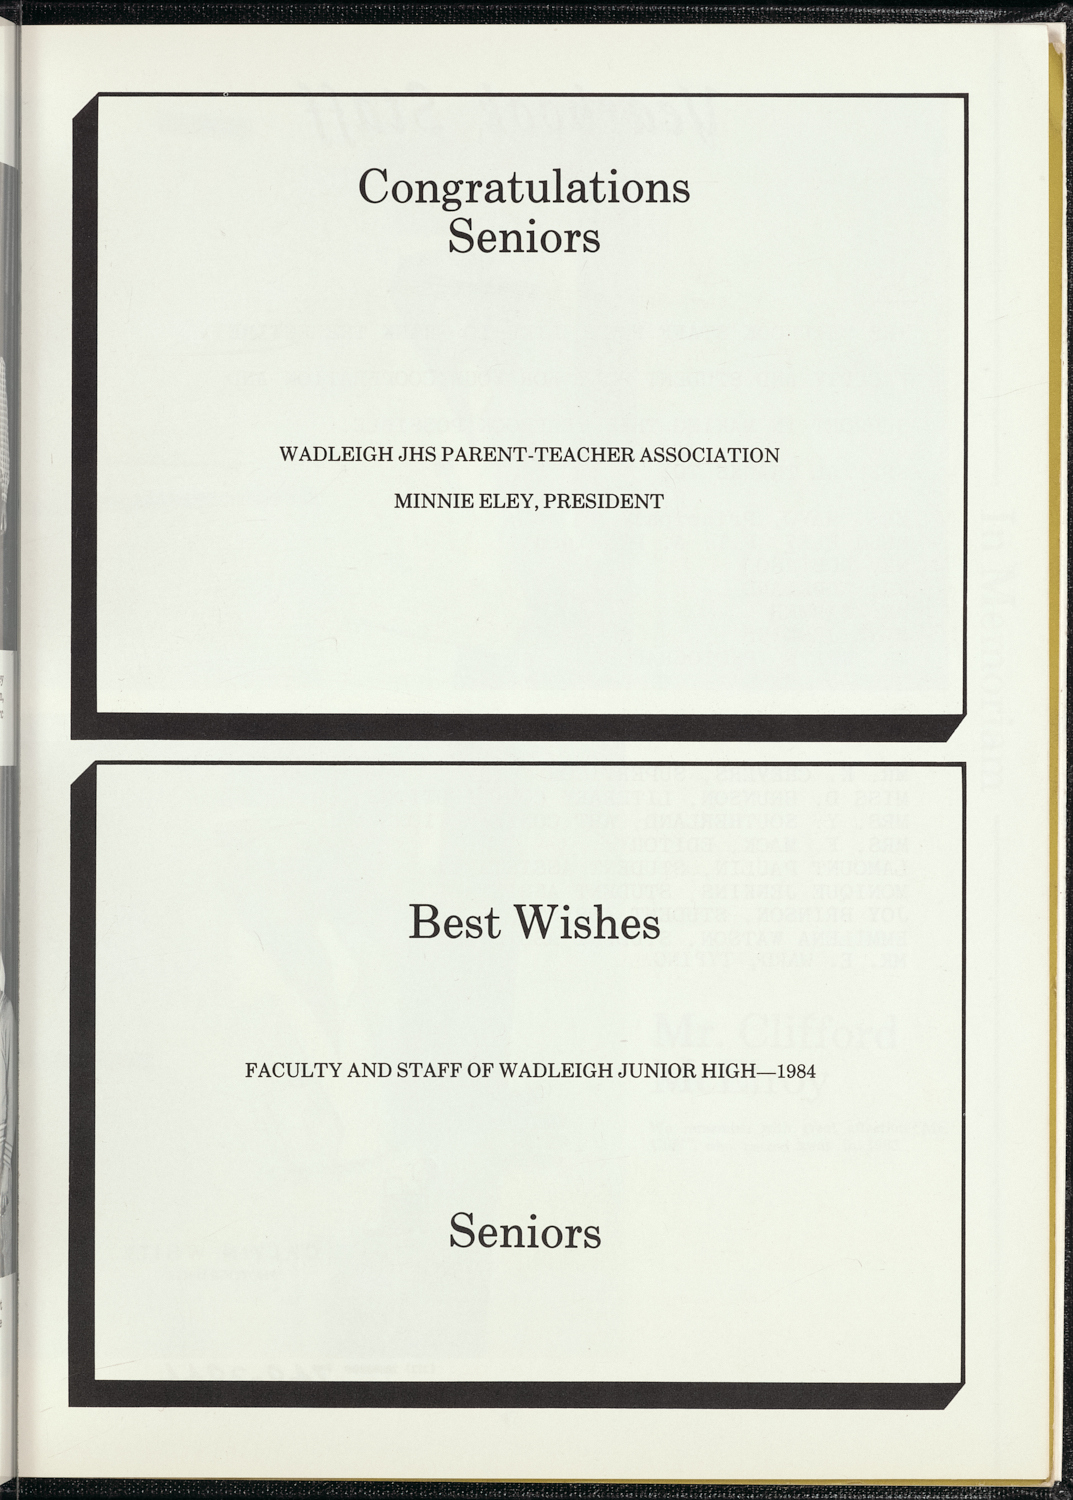 Congratulations
Seniors
WADLEIGH JHS PARENT-TEACHER ASSOCIATION
MINNIE ELEY, PRESIDENT
Best Wishes
FACULTY AND STAFF OF WADLEIGH JUNIOR HIGH—1984
Seniors